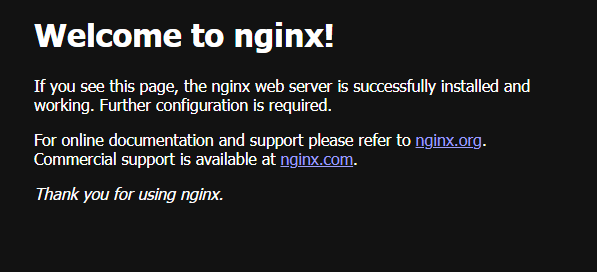 Welcome to nginx!
If you see this page, the nginx web server is successfully installed and
working. Further configuration is required.
For online documentation and support please refer to nginx.org.
Commercial support is available at nginx.com.
Thank you for using nginx.